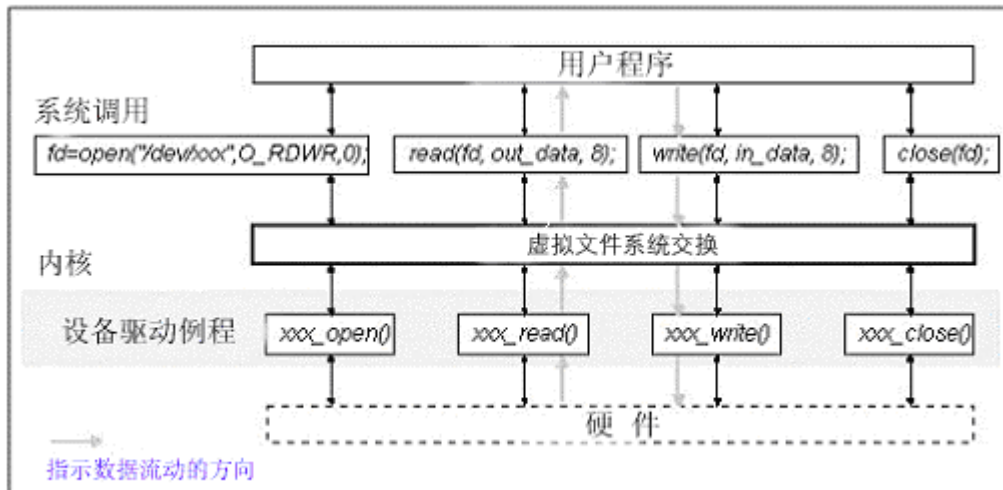 用户程序
系统调用
fd=open("/dev/xxx",O_RDWR,0);
read(fd, out_data, 8);
write(fd, in_data, 8);
close(fd);
虚拟文件系统交换
内核
设备驱动例程
xxx_open()
xxx_read()
xxx_write()
xxx_close()
硬 件
指示数据流动的方向